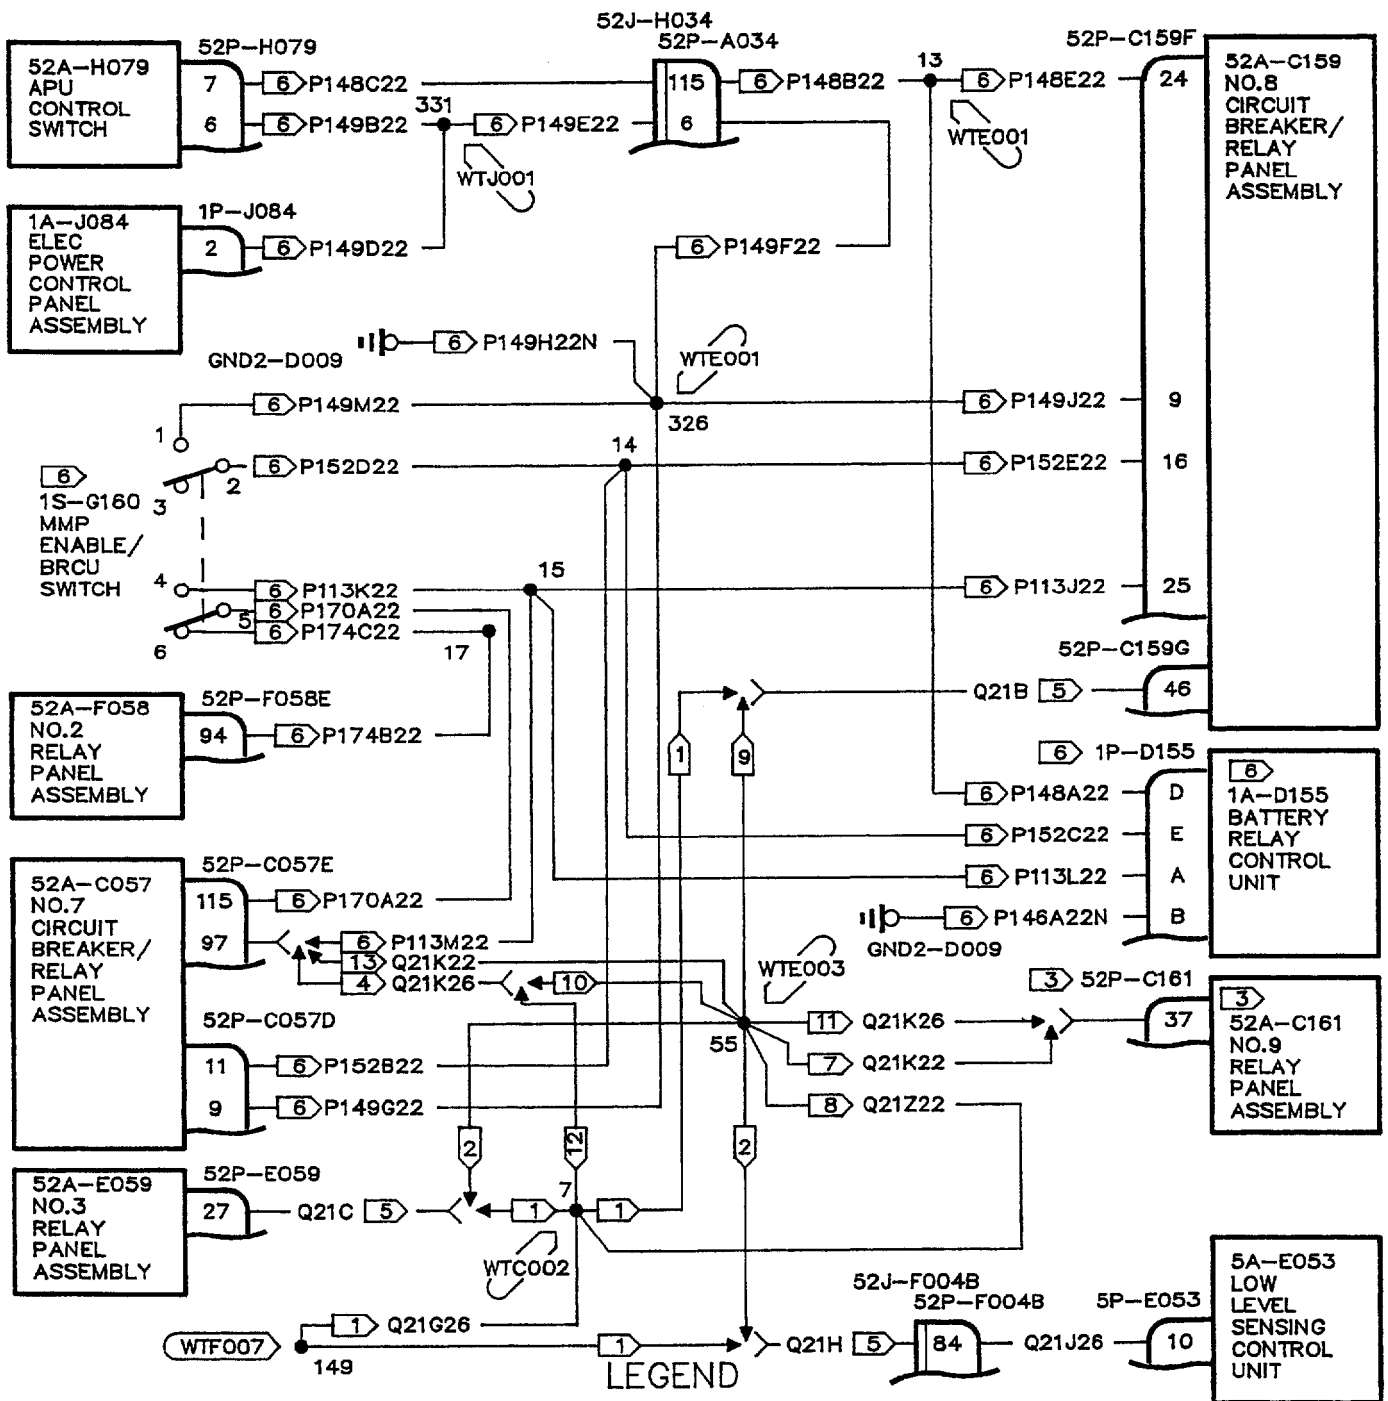 52J-H034
52P-H079
52P-A034
52P-C159F
52A-H079
APU
CONTROL
SWITCH
7
6
P148C22
115
6
P148B22
13
6
P148E22
24
52A-C159
NO.8
CIRCUIT
BREAKER/
RELAY
PANEL
ASSEMBLY
6
6
P149B22
331
6
P149E22
6
WTJ001
WTE001
1A-J084
ELEC
POWER
CONTROL
PANEL
ASSEMBLY
1P-J084
2
6
P149D22
6
P149F22
GND2-D009
6
P149H22N
WTE001
1
6
P149M22
326
6
P149J22
9
2
6
P152D22
14
6
P152E22
16
3
6
1S-G160
MMP
ENABLE/
BRCU
SWITCH
4
6
P113K22
15
6
P113J22
25
5
6
P170A22
6
6
P174C22
17
52P-C159G
Q21B
5
46
52A-F058
NO.2
RELAY
PANEL
ASSEMBLY
52P-F058E
94
6
P174B22
1
9
6
1P-D155
6
1A-D155
BATTERY
RELAY
CONTROL
UNIT
6
P148A22
D
6
P152C22
E
6
P113L22
A
6
P146A22N
B
GND2-D009
52A-C057
NO.7
CIRCUIT
BREAKER/
RELAY
PANEL
ASSEMBLY
52P-C057E
115
6
P170A22
97
6
P113M22
13
Q21K22
4
Q21K26
10
WTE003
55
3
52P-C161
3
52A-C161
NO.9
RELAY
PANEL
ASSEMBLY
11
Q21K26
37
7
Q21K22
8
Q21Z22
52P-C057D
11
6
P152B22
9
6
P149G22
2
12
2
52A-E059
NO.3
RELAY
PANEL
ASSEMBLY
52P-E059
27
Q21C
5
1
7
1
WTC002
WTF007
149
1
Q21G26
1
LEGEND
52J-F004B
52P-F004B
5P-E053
Q21H
5
84
Q21J26
10
5A-E053
LOW
LEVEL
SENSING
CONTROL
UNIT